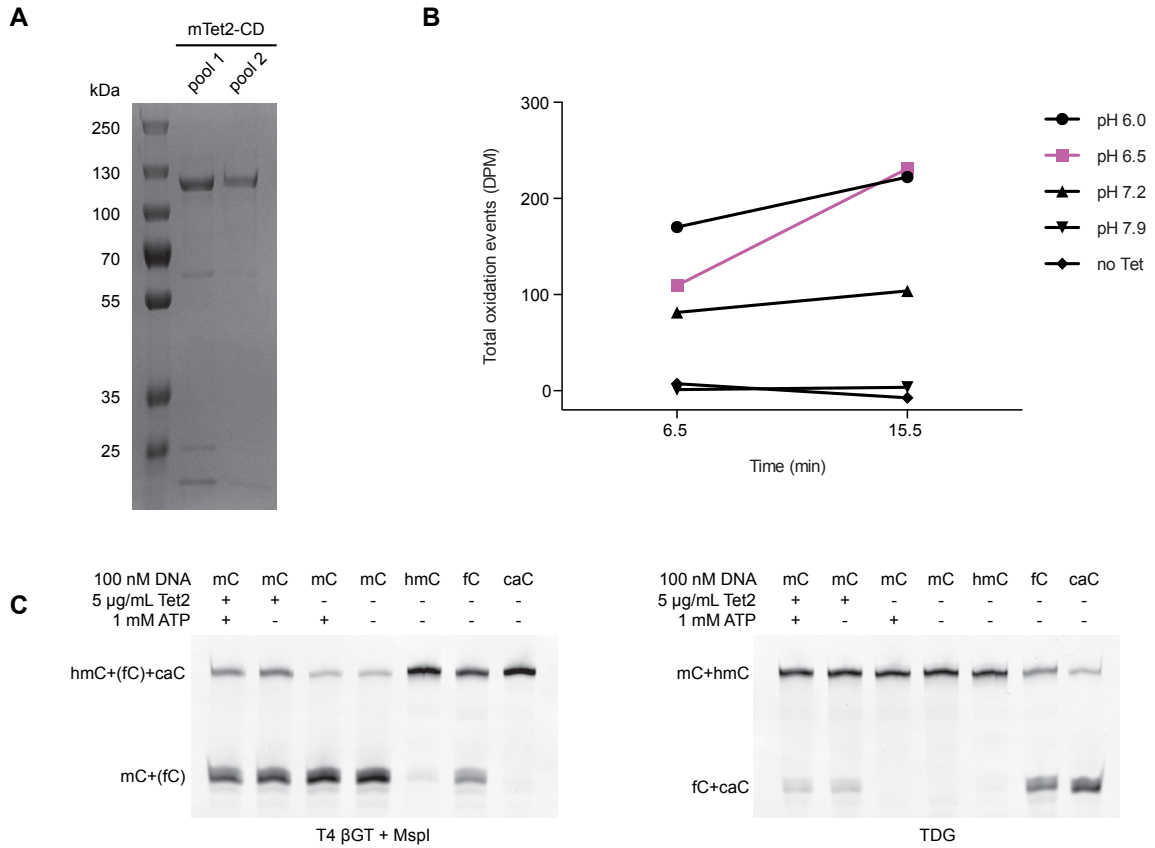 A
mTet2-CD
pool 1 pool 2
kDa
250
130
100
70
55
35
25
B
300
200
100
0
Total oxidation events (DPM)
6.5 15.5
Time (min)
pH 6.0
pH 6.5
pH 7.2
pH 7.9
no Tet
C
100 nM DNA mC mC mC mC hmC fC caC
5 μg/mL Tet2 + + - - - - -
1 mM ATP + - + - - - -
hmC+(fC)+caC
mC+(fC)
T4 βGT + MspI
100 nM DNA mC mC mC mC hmC fC caC
5 μg/mL Tet2 + + - - - - -
1 mM ATP + - + - - - -
mC+hmC
fC+caC
TDG